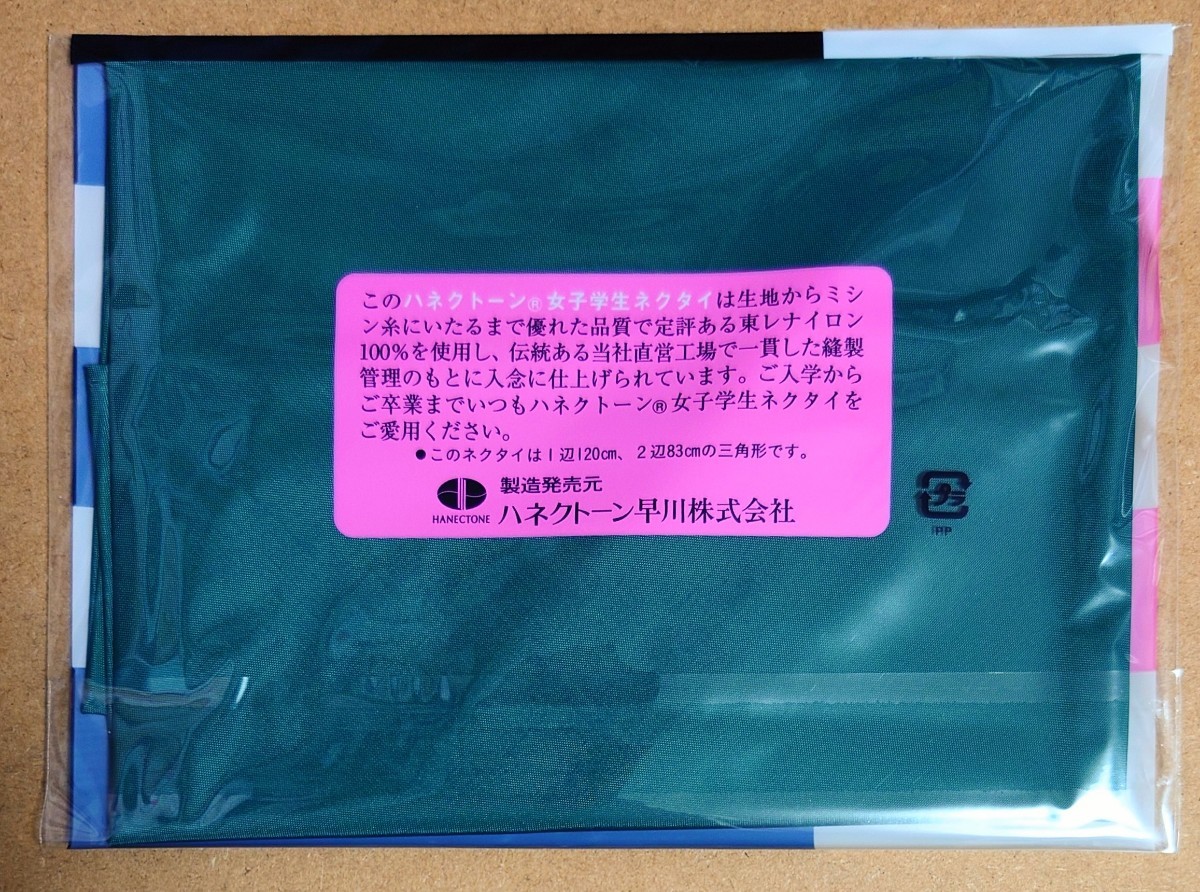 このハネクトーン®女子学生ネクタイは生地からミシ
ン糸にいたるまで優れた品質で定評ある東レナイロン
100%を使用し、伝統ある当社直営工場で一貫した縫製
管理のもとに入念に仕上げられています。ご入学から
ご卒業までいつもハネクトーン®女子学生ネクタイを
ご愛用ください。
●このネクタイは1辺120cm、2辺83cmの三角形です。
製造発売元
HANECTONE ハネクトーン早川株式会社
プラ
PP